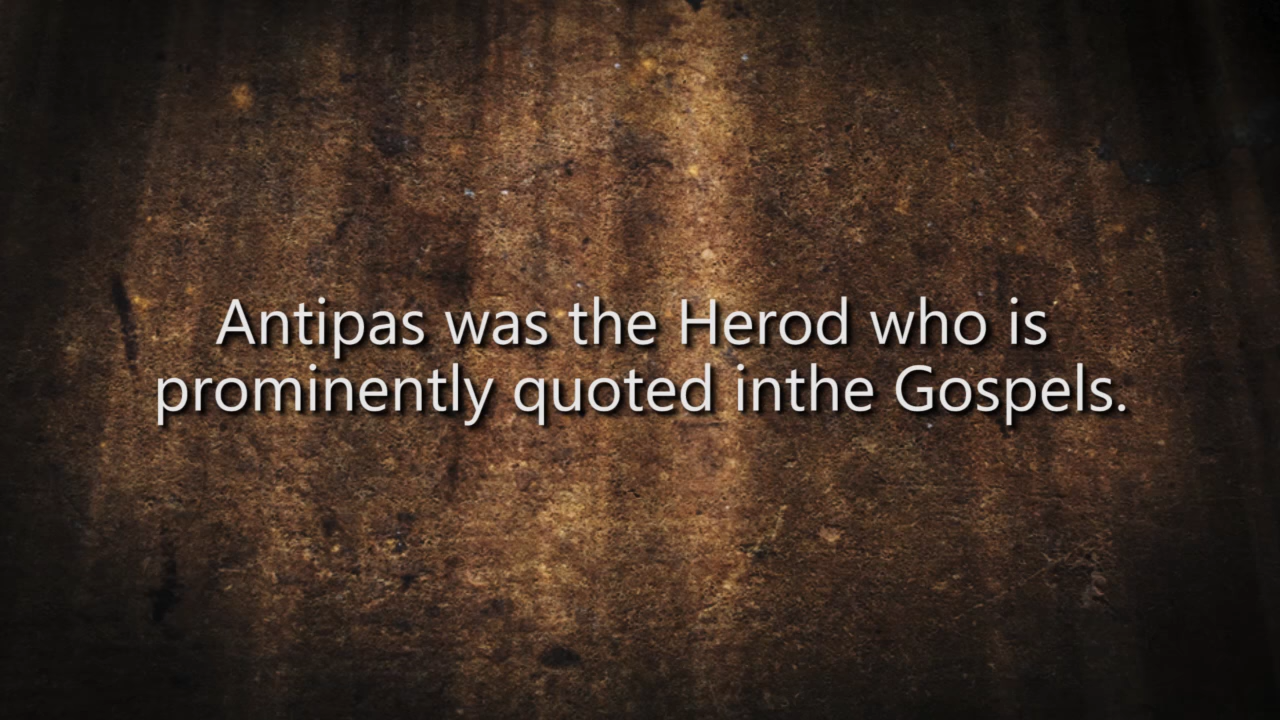 Antipas was the Herod who is
prominently quoted inthe Gospels.